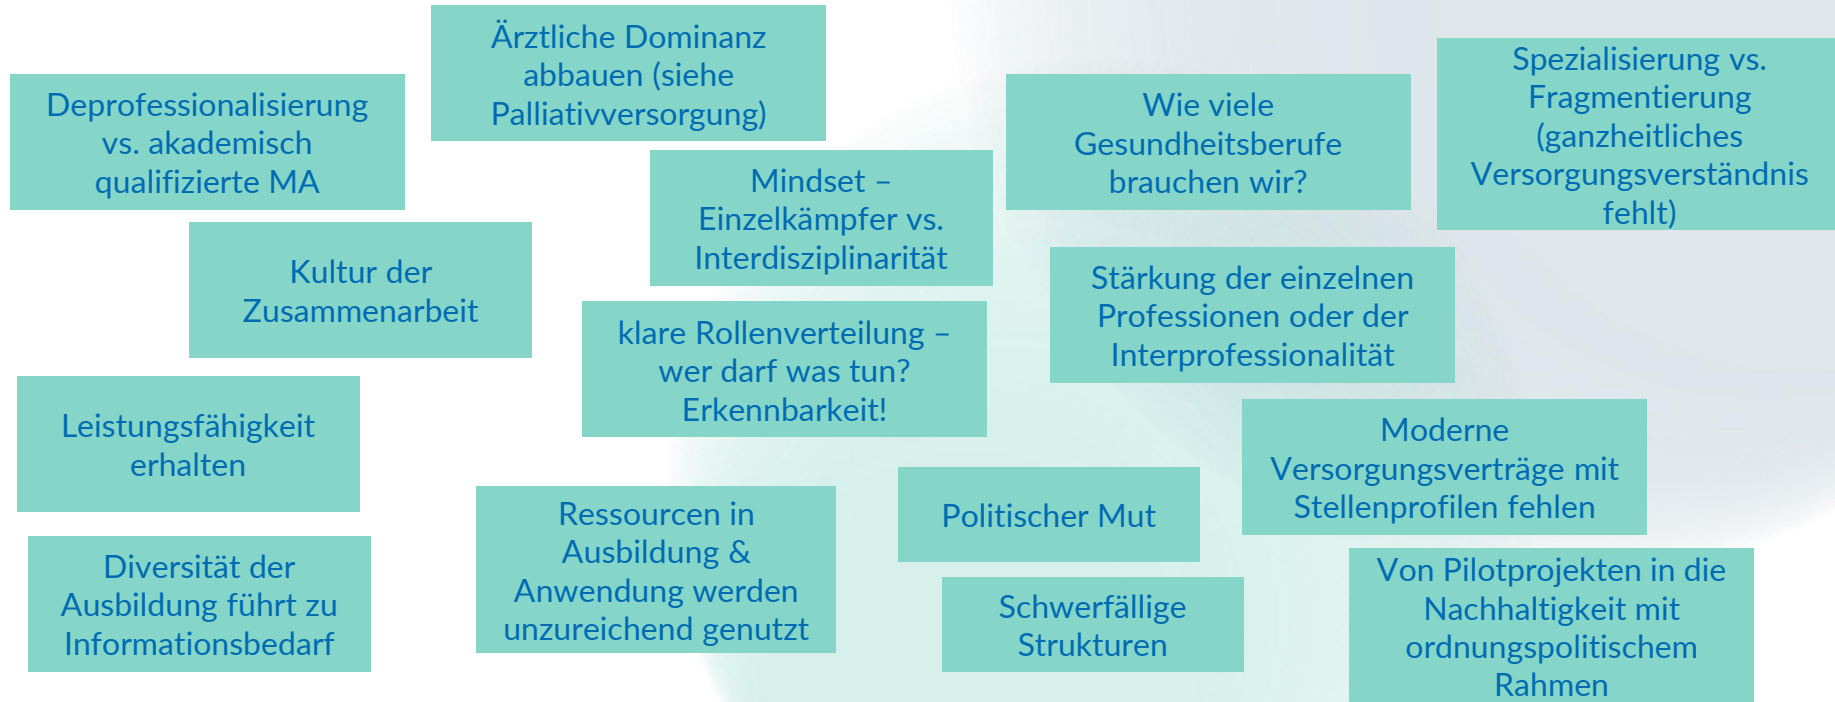 Ärztliche Dominanz
abbauen (siehe
Palliativversorgung)
Deprofessionalisierung
vs. akademisch
qualifizierte MA
Wie viele
Gesundheitsberufe
brauchen wir?
Spezialisierung vs.
Fragmentierung
(ganzheitliches
Versorgungsverständnis
fehlt)
Mindset –
Einzelkämpfer vs.
Interdisziplinarität
Kultur der
Zusammenarbeit
Stärkung der einzelnen
Professionen oder der
Interprofessionalität
klare Rollenverteilung –
wer darf was tun?
Erkennbarkeit!
Leistungsfähigkeit
erhalten
Moderne
Versorgungsverträge mit
Stellenprofilen fehlen
Ressourcen in
Ausbildung &
Anwendung werden
unzureichend genutzt
Politischer Mut
Diversität der
Ausbildung führt zu
Informationsbedarf
Schwerfällige
Strukturen
Von Pilotprojekten in die
Nachhaltigkeit mit
ordnungspolitischem
Rahmen